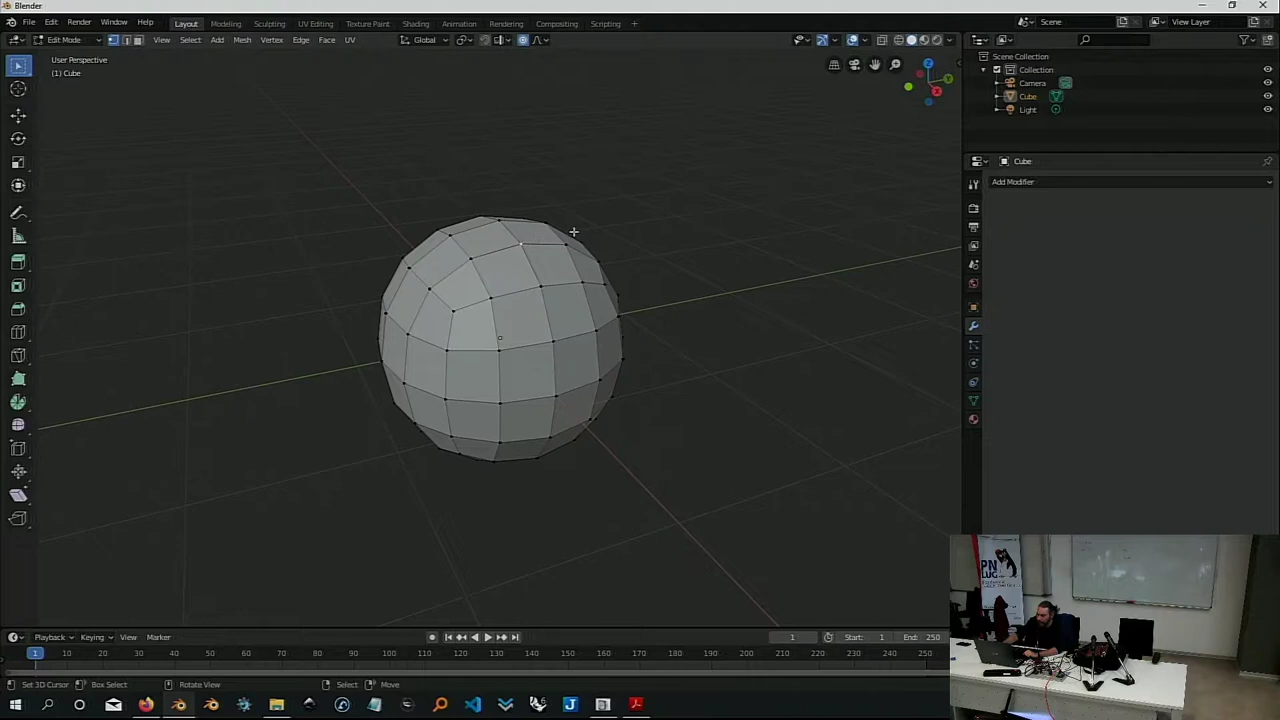 Blender
File Edit Render Window Help
Layout Modeling Sculpting UV Editing Texture Paint Shading Animation Rendering Compositing Scripting +
Scene
View Layer
Edit Mode View Select Add Mesh Vertex Edge Face UV
Global
User Perspective
(1) Cube
Scene Collection
Collection
Camera
Cube
Light
Cube
Add Modifier
Playback Keying View Marker
1
Start: 1
End: 250
1 10 20 30 40 50 60 70 80 90 100 110 120 130 140 150 160 170 180 190 200 210 220 230 240 250
Set 3D Cursor
Box Select
Rotate View
Select
Move
PN
LUG